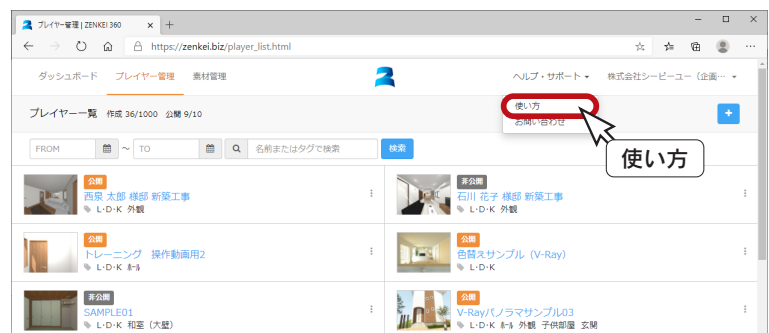 プレイヤー管理 | ZENKEI 360
https://zenkei.biz/player_list.html
ダッシュボード プレイヤー管理 素材管理 ヘルプ・サポート 株式会社シーピーユー（企画…
プレイヤー一覧 作成 36/1000 公開 9/10
使い方
お問い合わせ
使い方
FROM ～ TO 名前またはタグで検索 検索
公開
西泉 太郎 様邸 新築工事
L・D・K 外観
非公開
石川 花子 様邸 新築工事
L・D・K 外観
公開
トレーニング 操作動画用2
L・D・K ﾎｰﾙ
公開
色替えサンプル（V-Ray）
L・D・K
非公開
SAMPLE01
L・D・K 和室（大壁）
公開
V-Rayパノラマサンプル03
L・D・K ﾎｰﾙ 外観 子供部屋 玄関